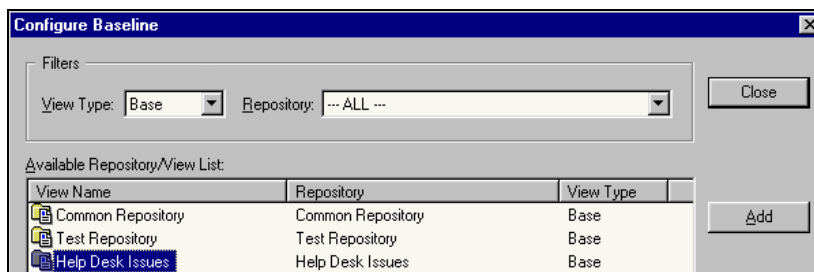 Configure Baseline
Filters
View Type: Base Repository: --- ALL ---
Close
Available Repository/View List:
View Name Repository View Type
Common Repository Common Repository Base
Add
Test Repository Test Repository Base
Help Desk Issues Help Desk Issues Base